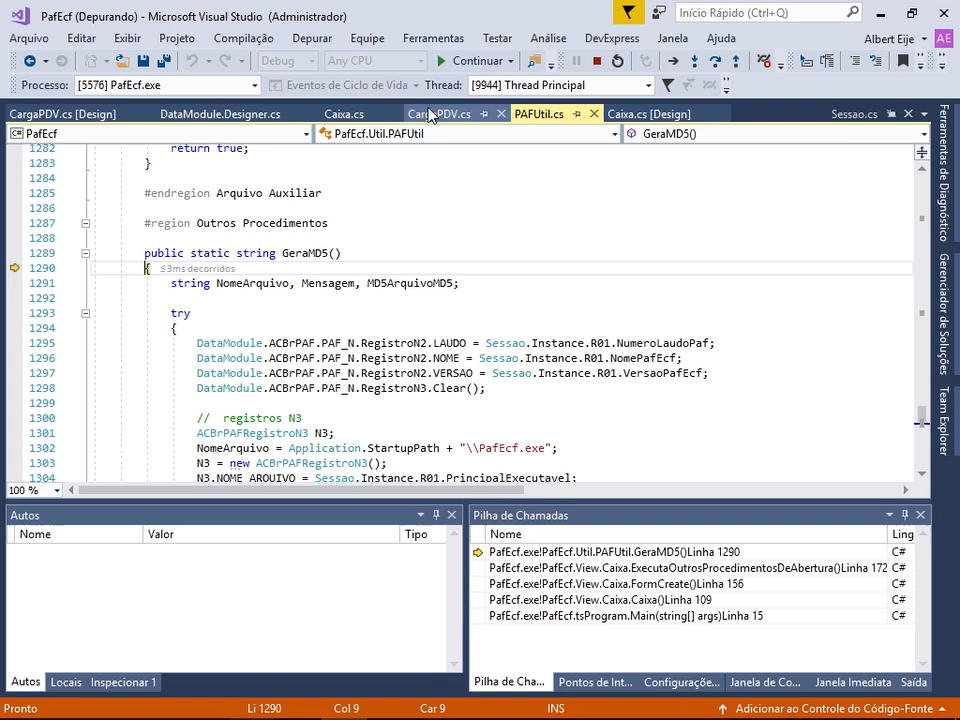 PafEcf (Depurando) - Microsoft Visual Studio (Administrador)
Início Rápido (Ctrl+Q)
Arquivo Editar Exibir Projeto Compilação Depurar Equipe Ferramentas Testar Análise DevExpress Janela Ajuda Albert Eije AE
Debug Any CPU Continuar
Processo: [5576] PafEcf.exe Eventos de Ciclo de Vida Thread: [9944] Thread Principal
CargaPDV.cs [Design] DataModule.Designer.cs Caixa.cs CargaPDV.cs PAFUtil.cs Caixa.cs [Design] Sessao.cs
PafEcf PafEcf.Util.PAFUtil GeraMD5()
1282 return true;
1283 }
1284
1285 #endregion Arquivo Auxiliar
1286
1287 #region Outros Procedimentos
1288
1289 public static string GeraMD5()
1290 { ≤3ms decorridos
1291 string NomeArquivo, Mensagem, MD5ArquivoMD5;
1292
1293 try
1294 {
1295 DataModule.ACBrPAF.PAF_N.RegistroN2.LAUDO = Sessao.Instance.R01.NumeroLaudoPaf;
1296 DataModule.ACBrPAF.PAF_N.RegistroN2.NOME = Sessao.Instance.R01.NomePafEcf;
1297 DataModule.ACBrPAF.PAF_N.RegistroN2.VERSAO = Sessao.Instance.R01.VersaoPafEcf;
1298 DataModule.ACBrPAF.PAF_N.RegistroN3.Clear();
1299
1300 // registros N3
1301 ACBrPAFRegistroN3 N3;
1302 NomeArquivo = Application.StartupPath + "\\PafEcf.exe";
1303 N3 = new ACBrPAFRegistroN3();
1304 N3.NOME_ARQUIVO = Sessao.Instance.R01.PrincipalExecutavel;
100 %
Ferramentas de Diagnóstico
Gerenciador de Soluções
Team Explorer
Autos
Nome Valor Tipo
Autos Locais Inspecionar 1
Pilha de Chamadas
Nome Ling
PafEcf.exe!PafEcf.Util.PAFUtil.GeraMD5()Linha 1290 C#
PafEcf.exe!PafEcf.View.Caixa.ExecutaOutrosProcedimentosDeAbertura()Linha 172 C#
PafEcf.exe!PafEcf.View.Caixa.FormCreate()Linha 156 C#
PafEcf.exe!PafEcf.View.Caixa.Caixa()Linha 109 C#
PafEcf.exe!PafEcf.tsProgram.Main(string[] args)Linha 15 C#
Pilha de Cha... Pontos de Int... Configuraçõe... Janela de Co... Janela Imediata Saída
Pronto Li 1290 Col 9 Car 9 INS Adicionar ao Controle do Código-Fonte